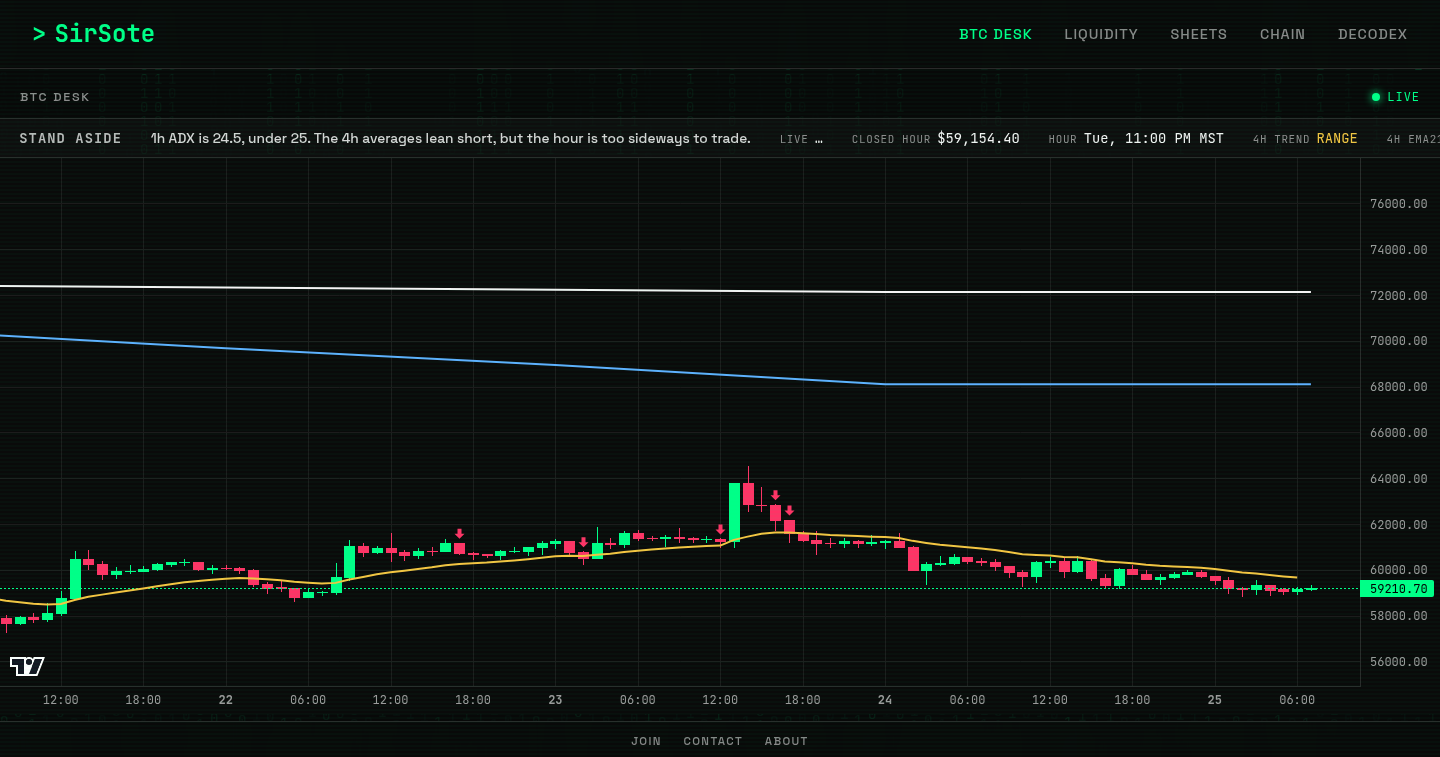 > SirSote
BTC DESK LIQUIDITY SHEETS CHAIN DECODEX
BTC DESK
LIVE
STAND ASIDE 1h ADX is 24.5, under 25. The 4h averages lean short, but the hour is too sideways to trade. LIVE … CLOSED HOUR $59,154.40 HOUR Tue, 11:00 PM MST 4H TREND RANGE 4H
76000.00
74000.00
72000.00
70000.00
68000.00
66000.00
64000.00
62000.00
60000.00
59210.70
58000.00
56000.00
12:00 18:00 22 06:00 12:00 18:00 23 06:00 12:00 18:00 24 06:00 12:00 18:00 25 06:00
JOIN CONTACT ABOUT